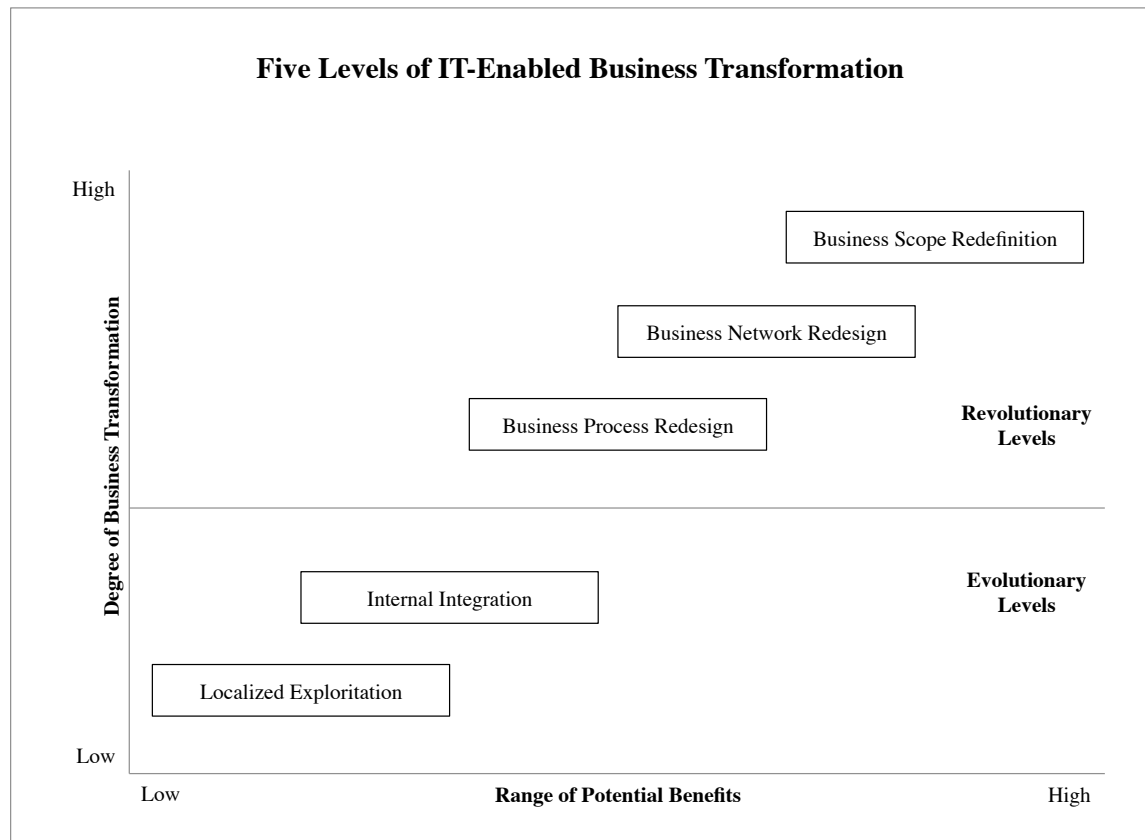 Five Levels of IT-Enabled Business Transformation
High
Business Scope Redefinition
Business Network Redesign
Degree of Business Transformation
Business Process Redesign
Revolutionary
Levels
Internal Integration
Evolutionary
Levels
Localized Exploritation
Low
Low
Range of Potential Benefits
High